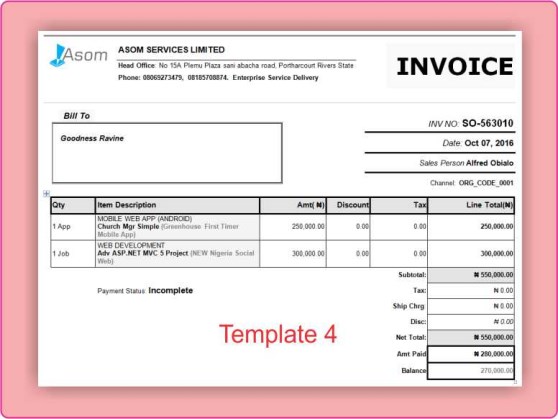 Asom
ASOM SERVICES LIMITED
Head Office: No 15A Plemu Plaza sani abacha road, Portharcourt Rivers State
Phone: 08065273479, 08185708874. Enterprise Service Delivery
INVOICE
Bill To
Goodness Ravine
INV NO: SO-563010
Date: Oct 07, 2016
Sales Person Alfred Obialo
Channel: ORG_CODE_0001
Qty Item Description Amt(₦) Discount Tax Line Total(₦)
1 App MOBILE WEB APP (ANDROID)
Church Mgr Simple (Greenhouse First Timer Mobile App) 250,000.00 0.00 0.00 250,000.00
1 Job WEB DEVELOPMENT
Adv ASP.NET MVC 5 Project (NEW Nigeria Social Web) 300,000.00 0.00 0.00 300,000.00
Subtotal: ₦ 550,000.00
Payment Status: Incomplete
Tax: ₦ 0.00
Ship Chrg: ₦ 0.00
Disc: ₦ 0.00
Net Total: ₦ 550,000.00
Amt Paid ₦ 280,000.00
Balance 270,000.00
Template 4